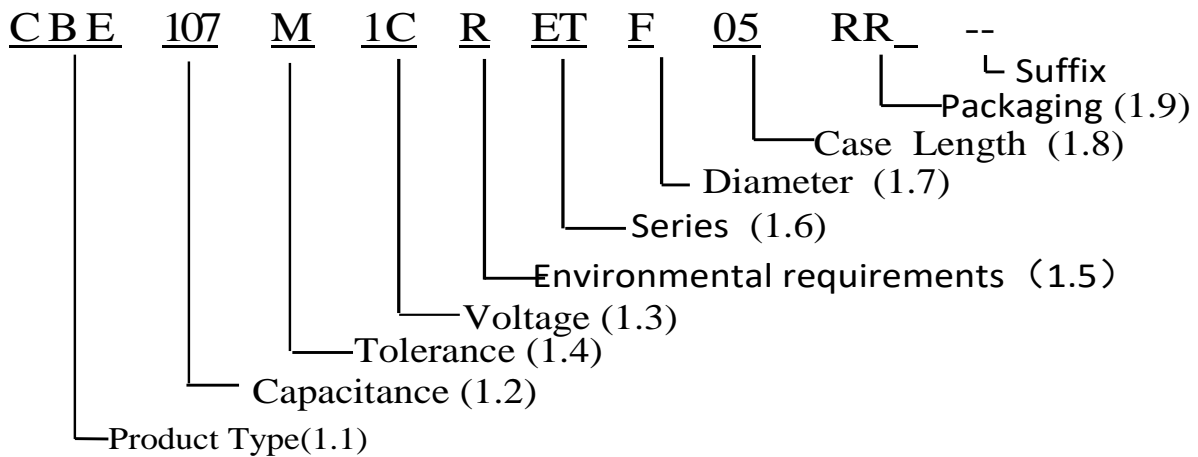 CBE 107 M 1C R ET F 05 RR_ --
Suffix
Packaging (1.9)
Case Length (1.8)
Diameter (1.7)
Series (1.6)
Environmental requirements（1.5）
Voltage (1.3)
Tolerance (1.4)
Capacitance (1.2)
Product Type(1.1)